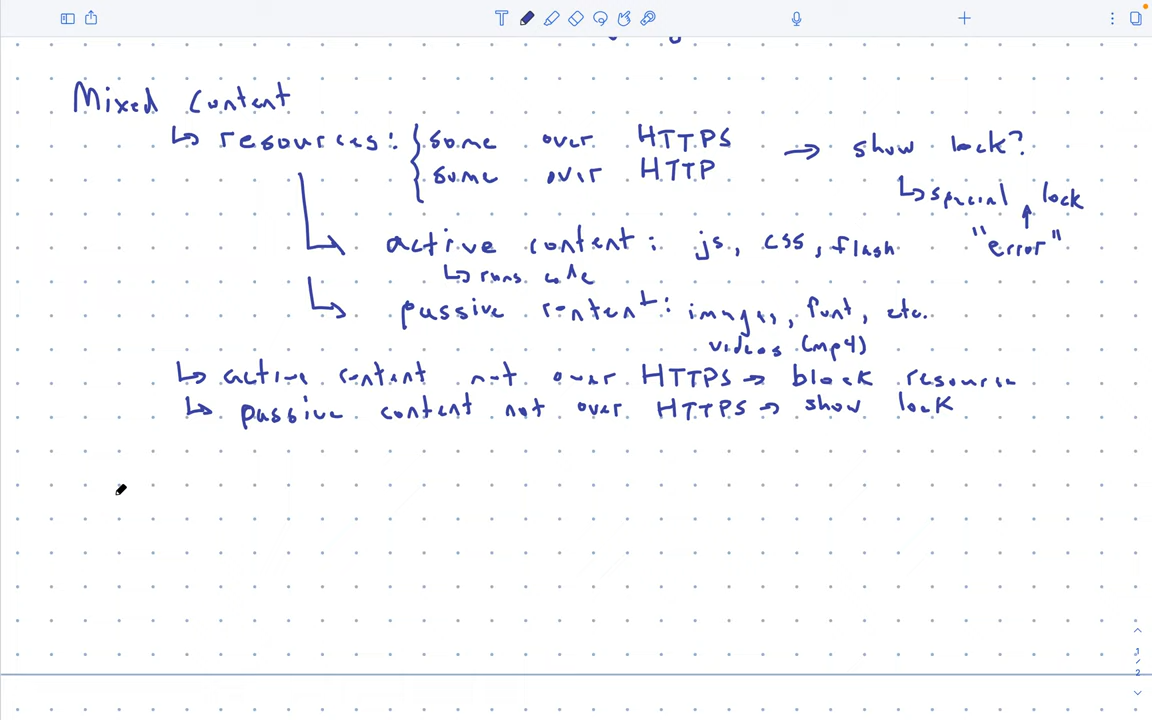 Mixed Content
↳ resources: { some over HTTPS → show lock?
some over HTTP
↳ special lock
↑
"error"
↳ active content: js, css, flash
↳ runs code
↳ passive content: images, font, etc.
videos (mp4)
↳ active content not over HTTPS → block resource
↳ passive content not over HTTPS → show lock
1
/
2